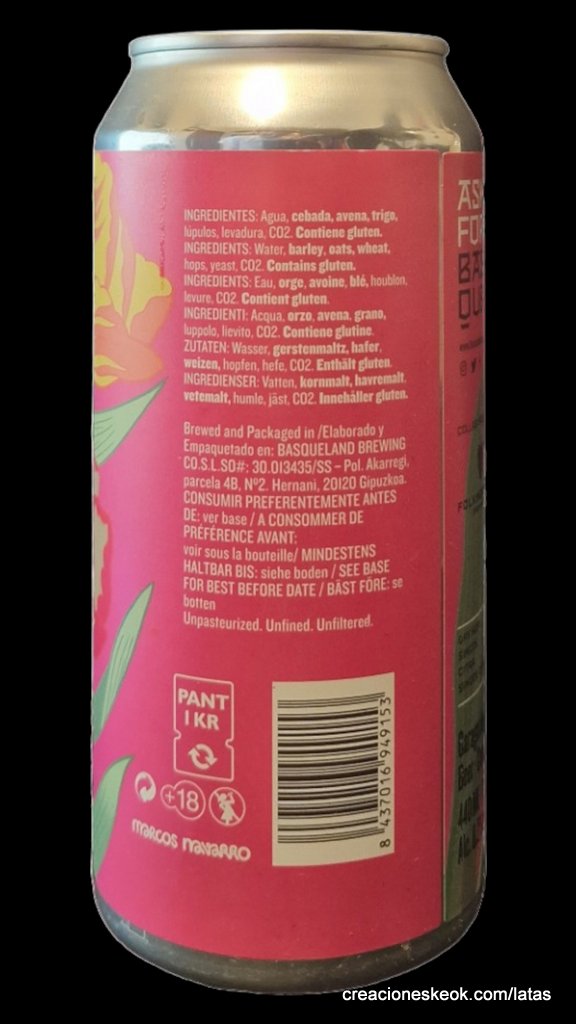 INGREDIENTES: Agua, cebada, avena, trigo,
lúpulos, levadura, CO2. Contiene gluten.
INGREDIENTS: Water, barley, oats, wheat,
hops, yeast, CO2. Contains gluten.
INGREDIENTS: Eau, orge, avoine, blé, houblon,
levure, CO2. Contient gluten.
INGREDIENTI: Acqua, orzo, avena, grano,
luppolo, lievito, CO2. Contiene glutine.
ZUTATEN: Wasser, gerstenmaltz, hafer,
weizen, hopfen, hefe, CO2. Enthält gluten.
INGREDIENSER: Vatten, kornmalt, havremalt,
vetemalt, humle, jäst, CO2. Innehåller gluten.
Brewed and Packaged in /Elaborado y
Empaquetado en: BASQUELAND BREWING
CO.S.L.SO#: 30.013435/SS – Pol. Akarregi,
parcela 4B, Nº2. Hernani, 20120 Gipuzkoa.
CONSUMIR PREFERENTEMENTE ANTES
DE: ver base / A CONSOMMER DE
PRÉFÉRENCE AVANT:
voir sous la bouteille/ MINDESTENS
HALTBAR BIS: siehe boden / SEE BASE
FOR BEST BEFORE DATE / BÄST FÖRE: se
botten
Unpasteurized. Unfined. Unfiltered.
PANT
1 KR
+18
marcos navarro
8 437016 949153
AS
FO
BA
QU
creacioneskeok.com/latas